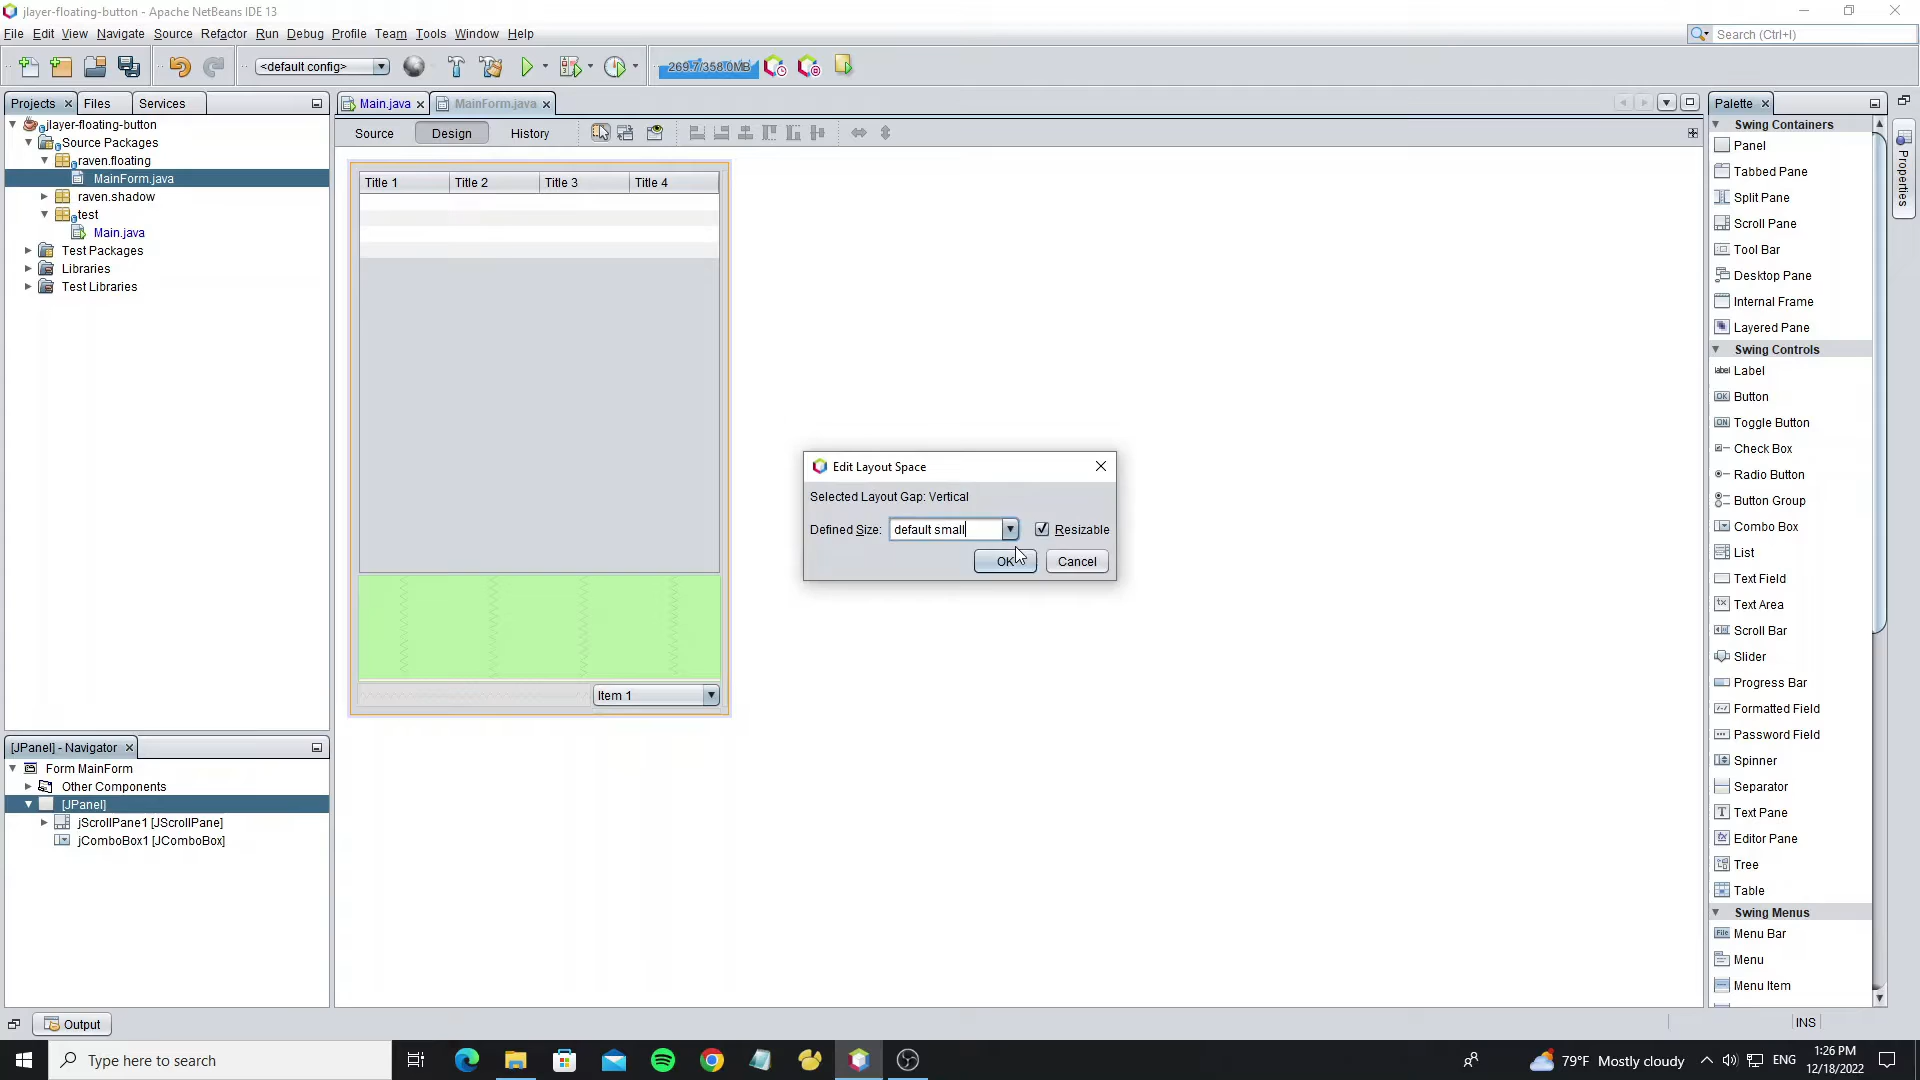 jlayer-floating-button - Apache NetBeans IDE 13
File Edit View Navigate Source Refactor Run Debug Profile Team Tools Window Help
Search (Ctrl+I)
<default config>
269.7/358.0MB
Projects Files Services
Main.java MainForm.java
Palette
Source Design History
jlayer-floating-button
Source Packages
raven.floating
MainForm.java
raven.shadow
test
Main.java
Test Packages
Libraries
Test Libraries
Title 1 Title 2 Title 3 Title 4
Item 1
Edit Layout Space
Selected Layout Gap: Vertical
Defined Size: default small Resizable
OK Cancel
Swing Containers
Panel
Tabbed Pane
Split Pane
Scroll Pane
Tool Bar
Desktop Pane
Internal Frame
Layered Pane
Swing Controls
label Label
OK Button
ON Toggle Button
Check Box
Radio Button
Button Group
Combo Box
List
Text Field
Text Area
Scroll Bar
Slider
Progress Bar
Formatted Field
Password Field
Spinner
Separator
Text Pane
Editor Pane
Tree
Table
Swing Menus
File Menu Bar
Menu
Menu Item
Properties
[JPanel] - Navigator
Form MainForm
Other Components
[JPanel]
jScrollPane1 [JScrollPane]
jComboBox1 [JComboBox]
Output
INS
Type here to search
79°F Mostly cloudy
ENG
1:26 PM
12/18/2022